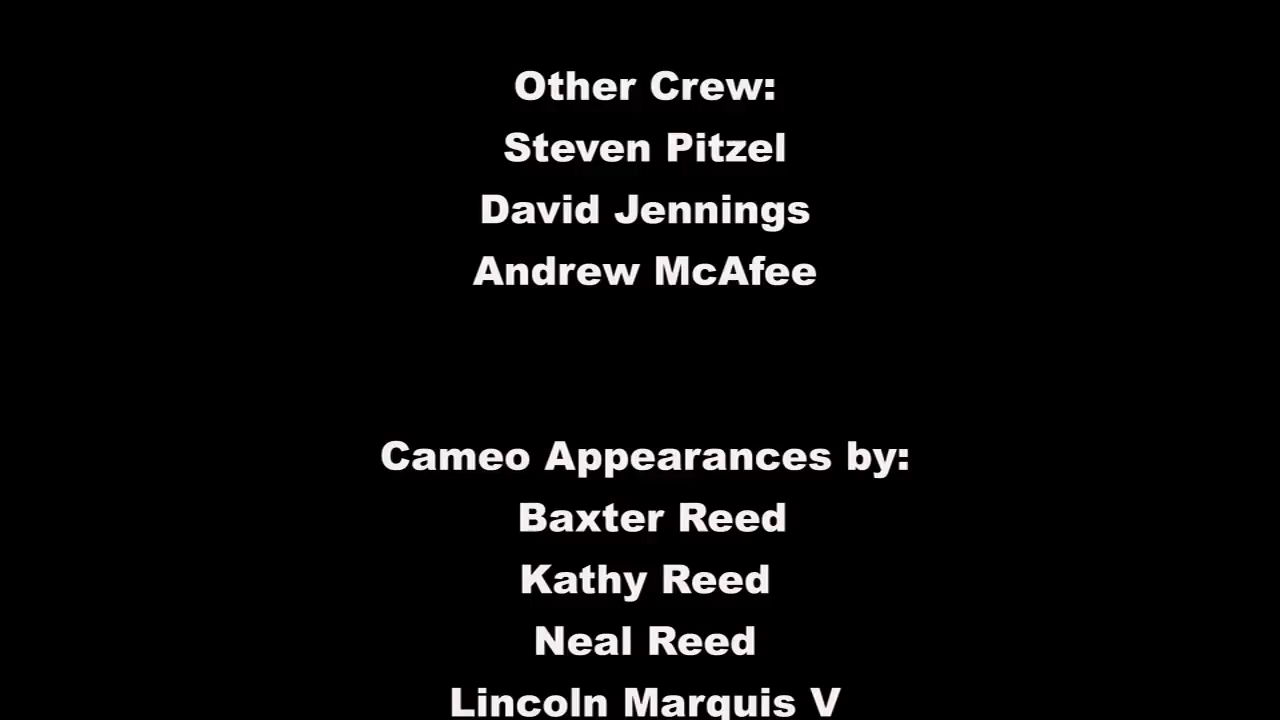 Other Crew:
Steven Pitzel
David Jennings
Andrew McAfee
Cameo Appearances by:
Baxter Reed
Kathy Reed
Neal Reed
Lincoln Marquis V